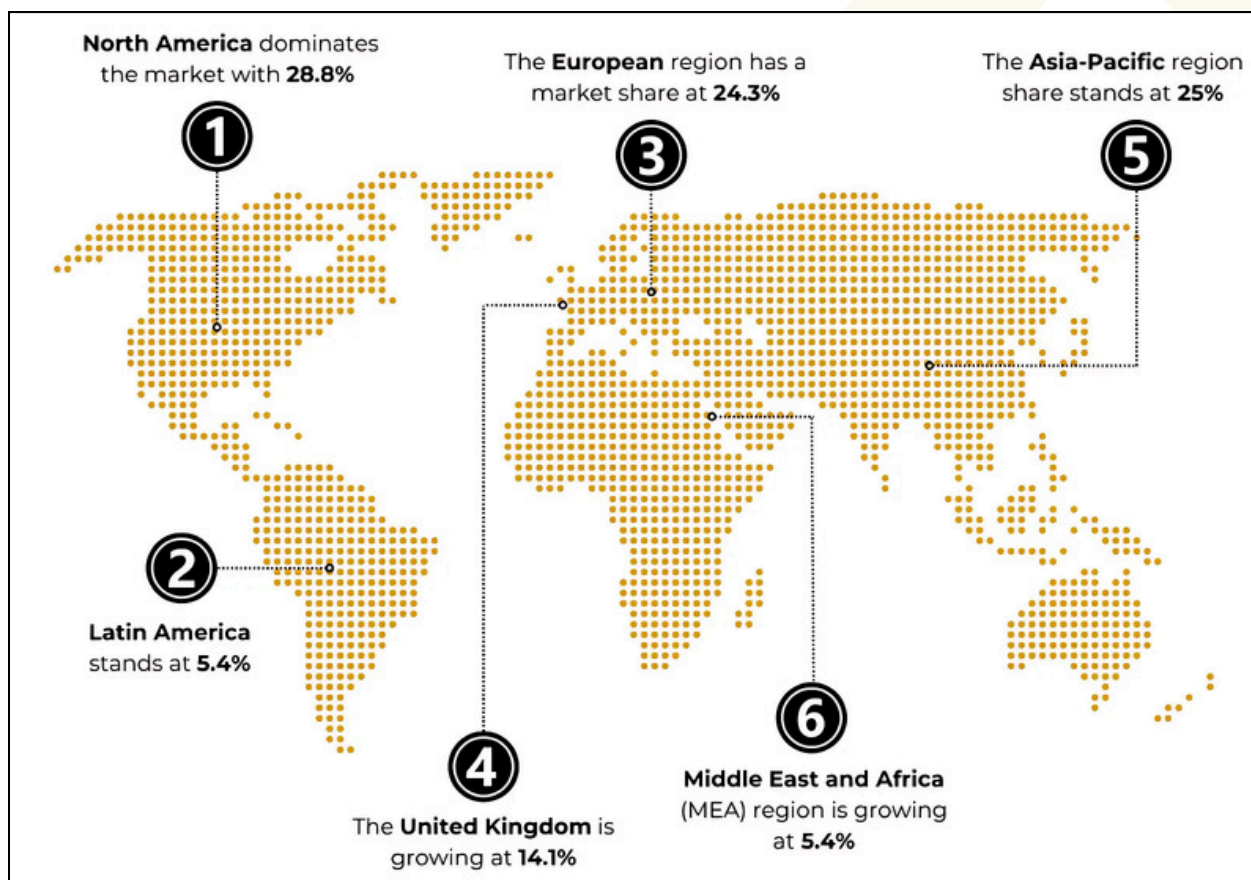 North America dominates
the market with 28.8%
1
2
Latin America
stands at 5.4%
The European region has a
market share at 24.3%
3
4
The United Kingdom is
growing at 14.1%
The Asia-Pacific region
share stands at 25%
5
6
Middle East and Africa
(MEA) region is growing
at 5.4%